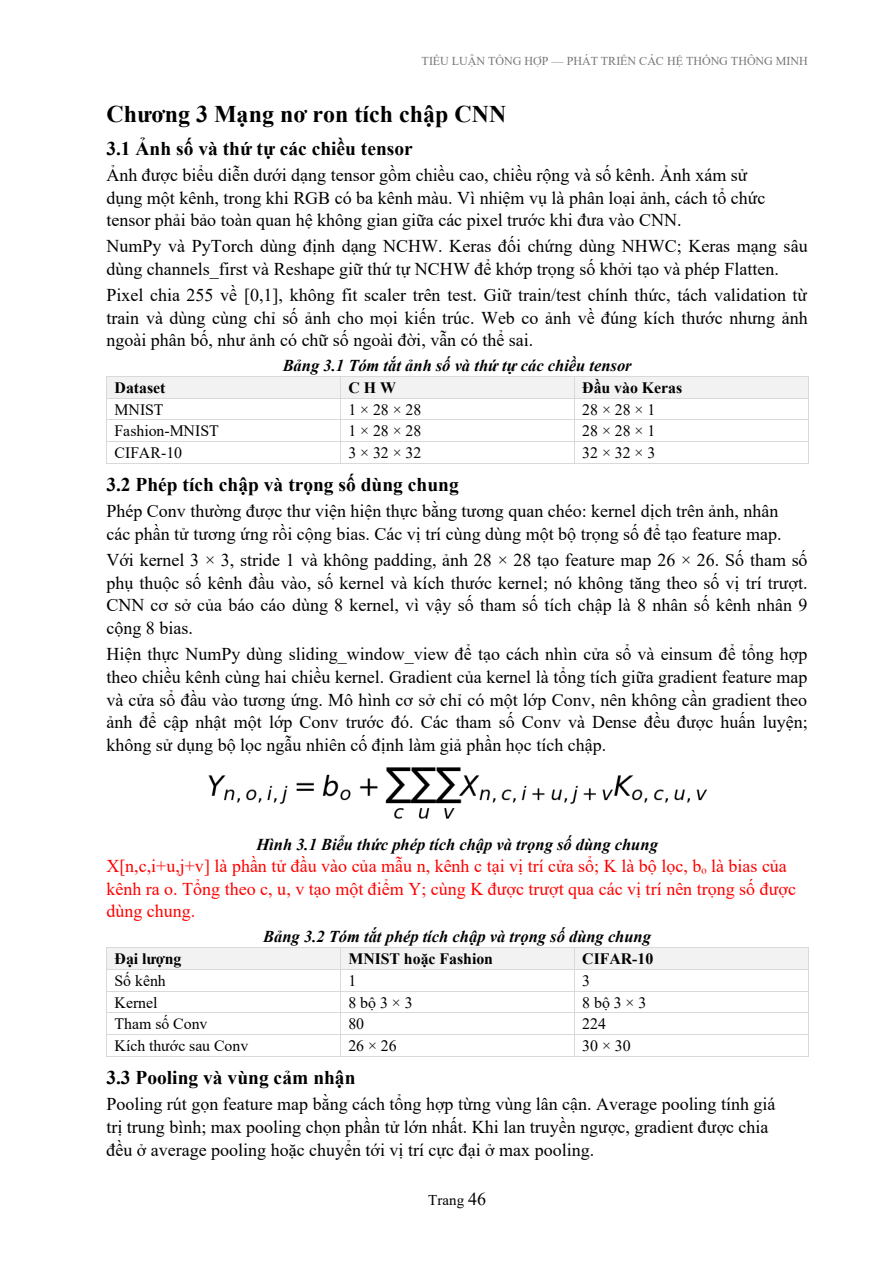 TIỂU LUẬN TỔNG HỢP — PHÁT TRIỂN CÁC HỆ THỐNG THÔNG MINH
Chương 3 Mạng nơ ron tích chập CNN
3.1 Ảnh số và thứ tự các chiều tensor
Ảnh được biểu diễn dưới dạng tensor gồm chiều cao, chiều rộng và số kênh. Ảnh xám sử
dụng một kênh, trong khi RGB có ba kênh màu. Vì nhiệm vụ là phân loại ảnh, cách tổ chức
tensor phải bảo toàn quan hệ không gian giữa các pixel trước khi đưa vào CNN.
NumPy và PyTorch dùng định dạng NCHW. Keras đối chứng dùng NHWC; Keras mạng sâu
dùng channels_first và Reshape giữ thứ tự NCHW để khớp trọng số khởi tạo và phép Flatten.
Pixel chia 255 về [0,1], không fit scaler trên test. Giữ train/test chính thức, tách validation từ
train và dùng cùng chỉ số ảnh cho mọi kiến trúc. Web co ảnh về đúng kích thước nhưng ảnh
ngoài phân bố, như ảnh có chữ số ngoài đời, vẫn có thể sai.
Bảng 3.1 Tóm tắt ảnh số và thứ tự các chiều tensor
Dataset C H W Đầu vào Keras
MNIST 1 × 28 × 28 28 × 28 × 1
Fashion-MNIST 1 × 28 × 28 28 × 28 × 1
CIFAR-10 3 × 32 × 32 32 × 32 × 3
3.2 Phép tích chập và trọng số dùng chung
Phép Conv thường được thư viện hiện thực bằng tương quan chéo: kernel dịch trên ảnh, nhân
các phần tử tương ứng rồi cộng bias. Các vị trí cùng dùng một bộ trọng số để tạo feature map.
Với kernel 3 × 3, stride 1 và không padding, ảnh 28 × 28 tạo feature map 26 × 26. Số tham số
phụ thuộc số kênh đầu vào, số kernel và kích thước kernel; nó không tăng theo số vị trí trượt.
CNN cơ sở của báo cáo dùng 8 kernel, vì vậy số tham số tích chập là 8 nhân số kênh nhân 9
cộng 8 bias.
Hiện thực NumPy dùng sliding_window_view để tạo cách nhìn cửa sổ và einsum để tổng hợp
theo chiều kênh cùng hai chiều kernel. Gradient của kernel là tổng tích giữa gradient feature map
và cửa sổ đầu vào tương ứng. Mô hình cơ sở chỉ có một lớp Conv, nên không cần gradient theo
ảnh để cập nhật một lớp Conv trước đó. Các tham số Conv và Dense đều được huấn luyện;
không sử dụng bộ lọc ngẫu nhiên cố định làm giả phần học tích chập.
Y_{n, o, i, j} = b_o + ∑_c ∑_u ∑_v X_{n, c, i + u, j + v} K_{o, c, u, v}
Hình 3.1 Biểu thức phép tích chập và trọng số dùng chung
X[n,c,i+u,j+v] là phần tử đầu vào của mẫu n, kênh c tại vị trí cửa sổ; K là bộ lọc, bₒ là bias của
kênh ra o. Tổng theo c, u, v tạo một điểm Y; cùng K được trượt qua các vị trí nên trọng số được
dùng chung.
Bảng 3.2 Tóm tắt phép tích chập và trọng số dùng chung
Đại lượng MNIST hoặc Fashion CIFAR-10
Số kênh 1 3
Kernel 8 bộ 3 × 3 8 bộ 3 × 3
Tham số Conv 80 224
Kích thước sau Conv 26 × 26 30 × 30
3.3 Pooling và vùng cảm nhận
Pooling rút gọn feature map bằng cách tổng hợp từng vùng lân cận. Average pooling tính giá
trị trung bình; max pooling chọn phần tử lớn nhất. Khi lan truyền ngược, gradient được chia
đều ở average pooling hoặc chuyển tới vị trí cực đại ở max pooling.
Trang 46